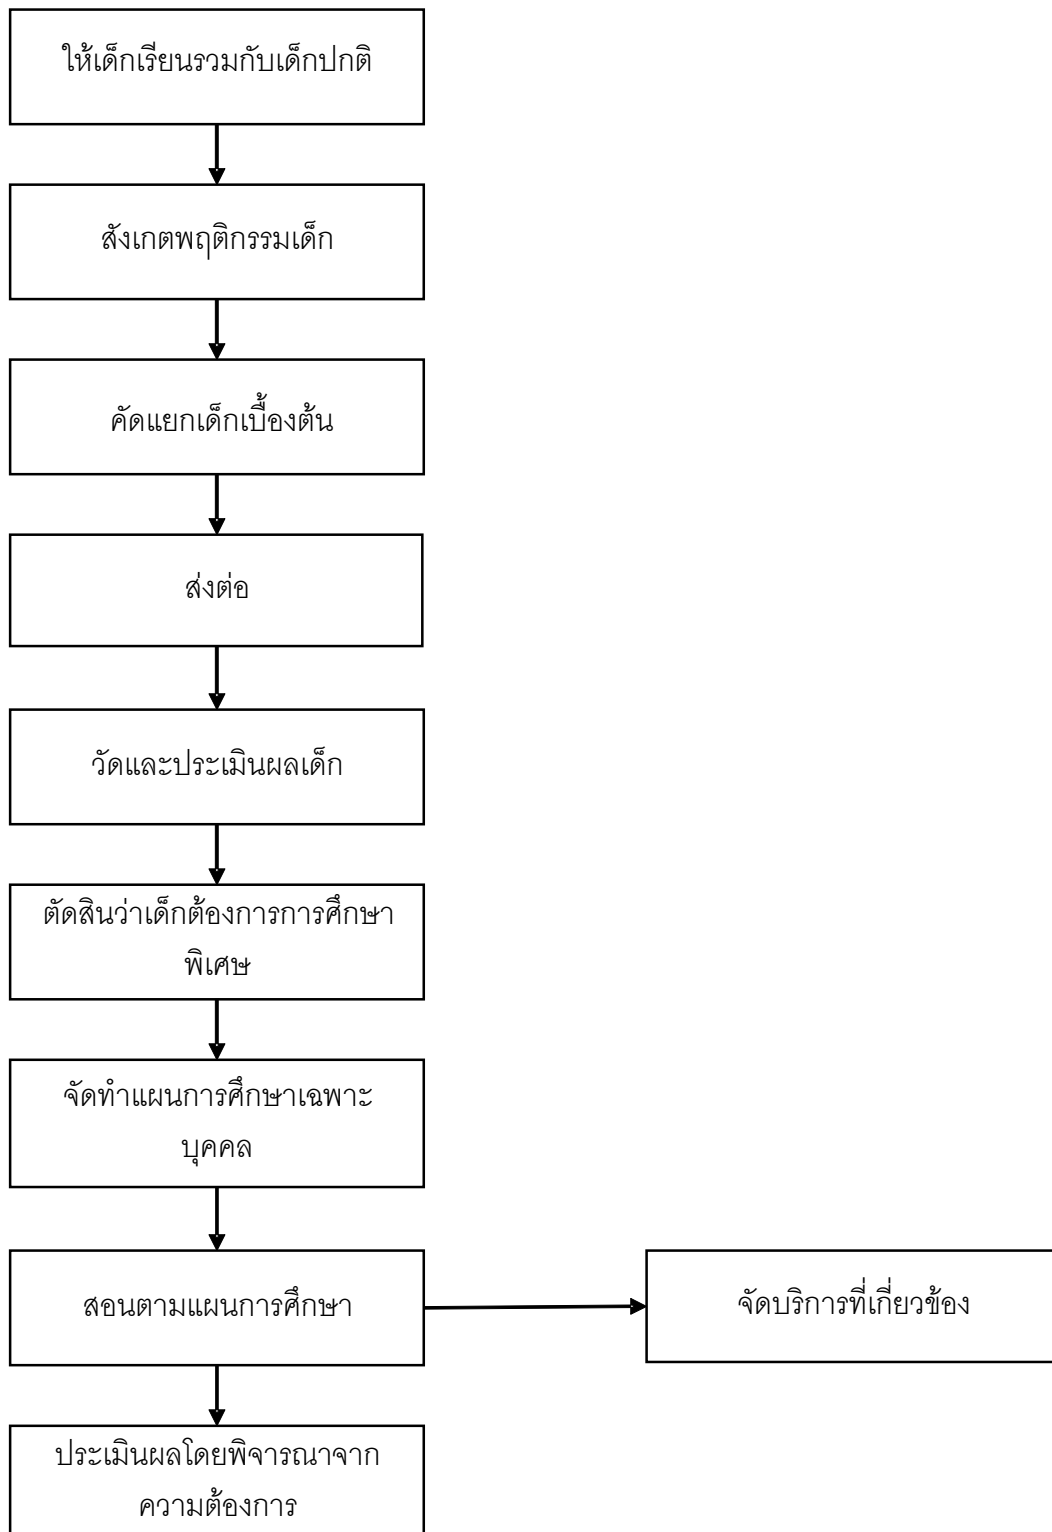 ให้เด็กเรียนรวมกับเด็กปกติ
สังเกตพฤติกรรมเด็ก
คัดแยกเด็กเบื้องต้น
ส่งต่อ
วัดและประเมินผลเด็ก
ตัดสินว่าเด็กต้องการการศึกษา
พิเศษ
จัดทำแผนการศึกษาเฉพาะ
บุคคล
สอนตามแผนการศึกษา
จัดบริการที่เกี่ยวข้อง
ประเมินผลโดยพิจารณาจาก
ความต้องการ